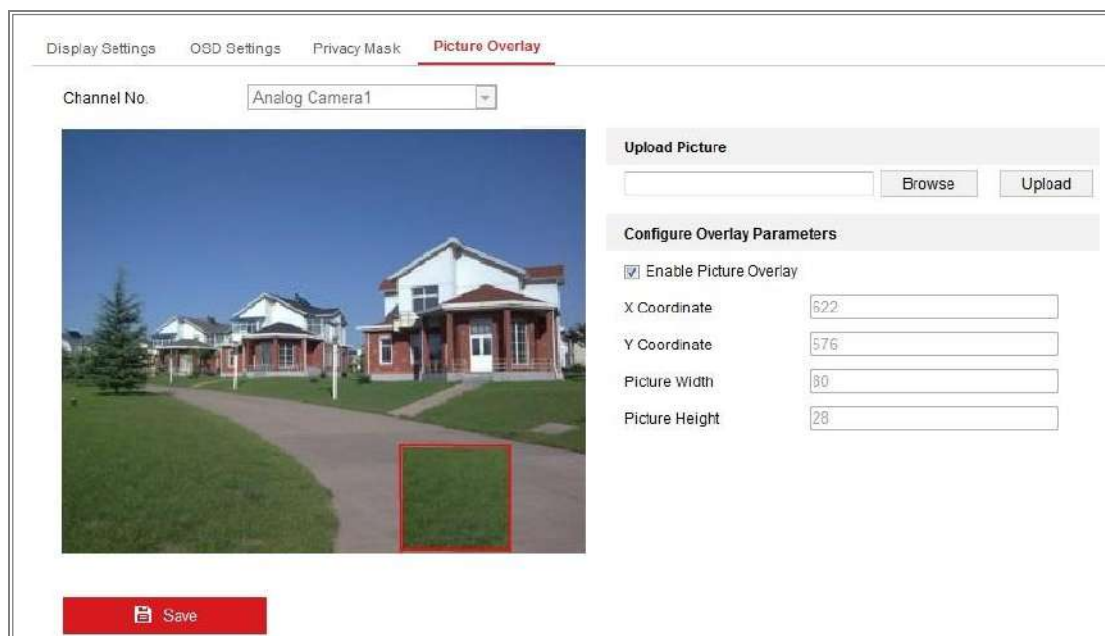 Display Settings OSD Settings Privacy Mask Picture Overlay
Channel No. Analog Camera1
Upload Picture
Browse Upload
Configure Overlay Parameters
Enable Picture Overlay
X Coordinate 622
Y Coordinate 576
Picture Width 80
Picture Height 28
Save